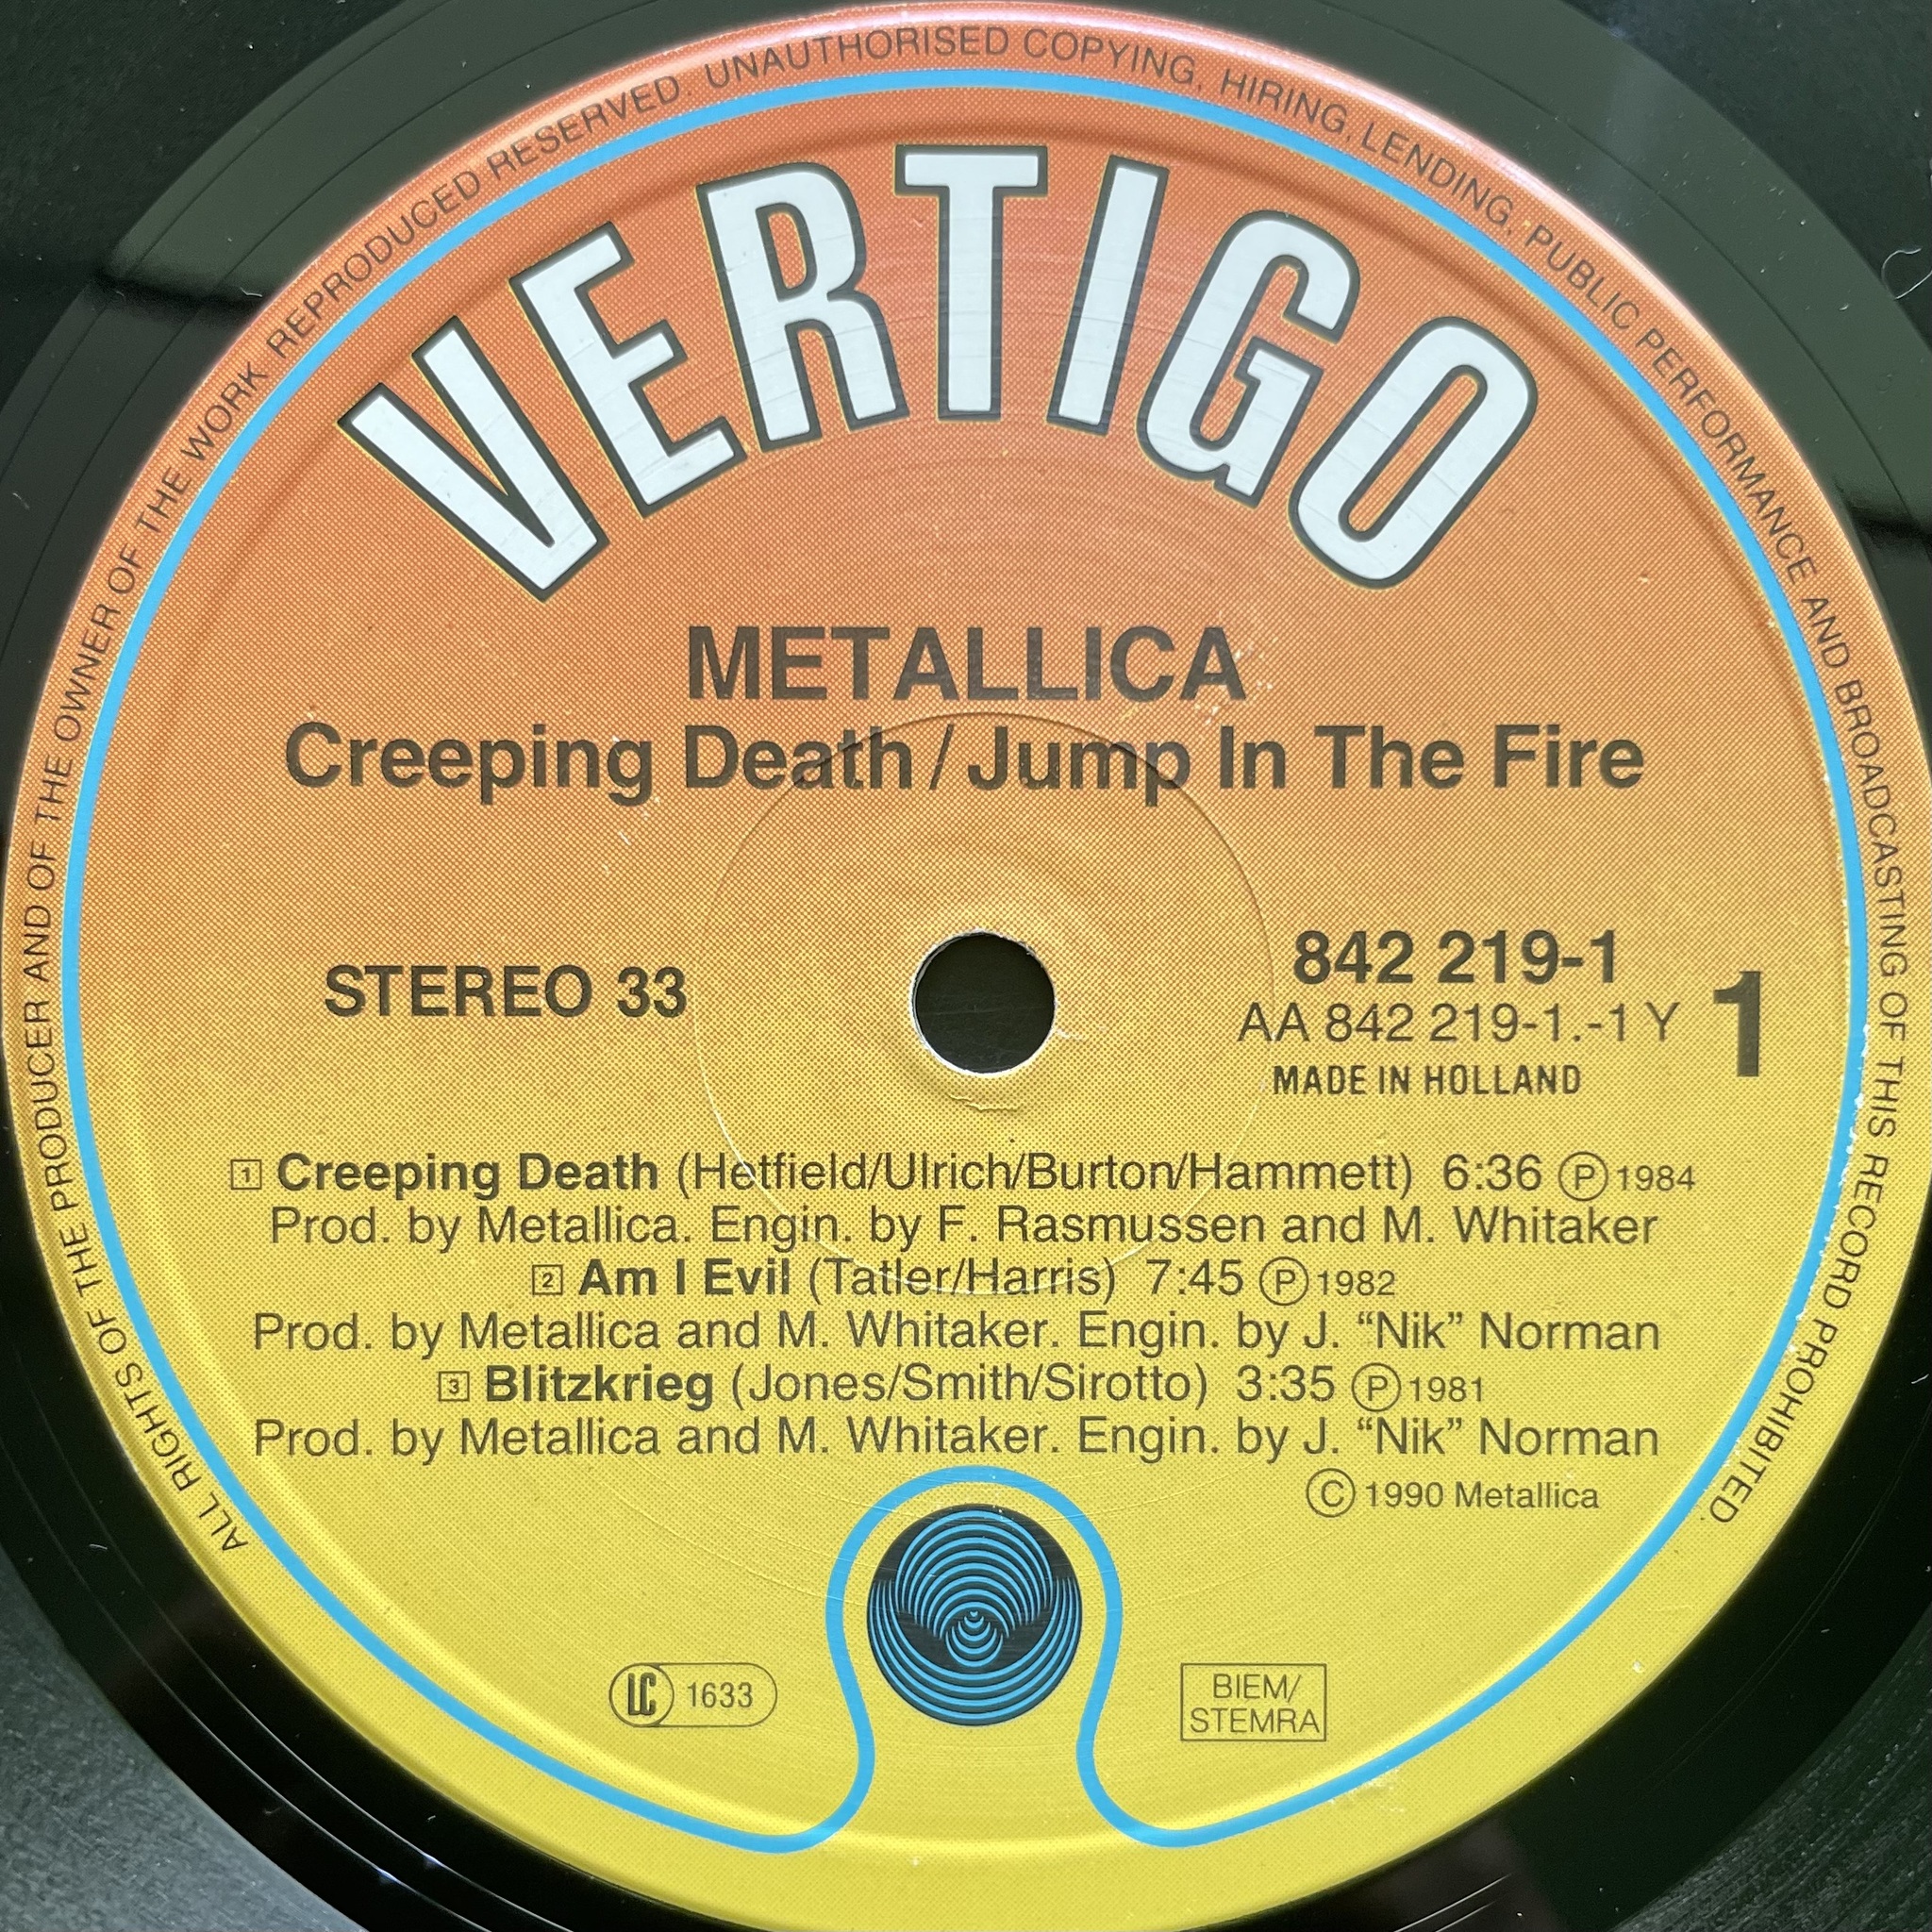 ALL RIGHTS OF THE PRODUCER AND OF THE OWNER OF THE WORK REPRODUCED RESERVED. UNAUTHORISED COPYING, HIRING, LENDING, PUBLIC PERFORMANCE AND BROADCASTING OF THIS RECORD PROHIBITED.
VERTIGO
METALLICA
Creeping Death / Jump In The Fire
STEREO 33
842 219-1
AA 842 219-1.-1 Y
1
MADE IN HOLLAND
1 Creeping Death (Hetfield/Ulrich/Burton/Hammett) 6:36 Ⓟ 1984
Prod. by Metallica. Engin. by F. Rasmussen and M. Whitaker
2 Am I Evil (Tatler/Harris) 7:45 Ⓟ 1982
Prod. by Metallica and M. Whitaker. Engin. by J. “Nik” Norman
3 Blitzkrieg (Jones/Smith/Sirotto) 3:35 Ⓟ 1981
Prod. by Metallica and M. Whitaker. Engin. by J. “Nik” Norman
Ⓒ 1990 Metallica
LC 1633
BIEM/
STEMRA